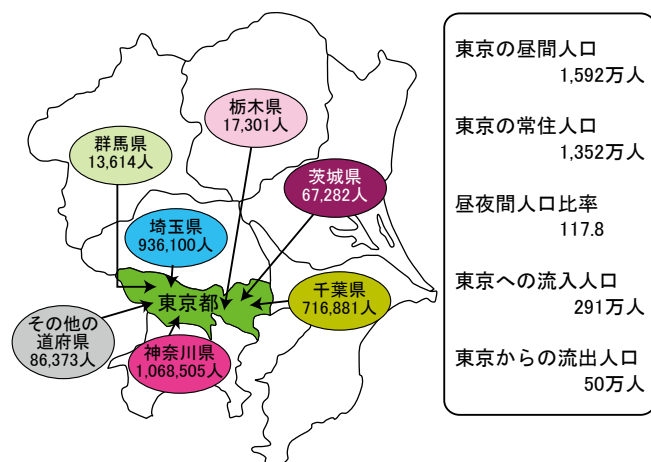 栃木県
17,301人
群馬県
13,614人
茨城県
67,282人
埼玉県
936,100人
東京都
千葉県
716,881人
その他の
道府県
86,373人
神奈川県
1,068,505人
東京の昼間人口
1,592万人
東京の常住人口
1,352万人
昼夜間人口比率
117.8
東京への流入人口
291万人
東京からの流出人口
50万人